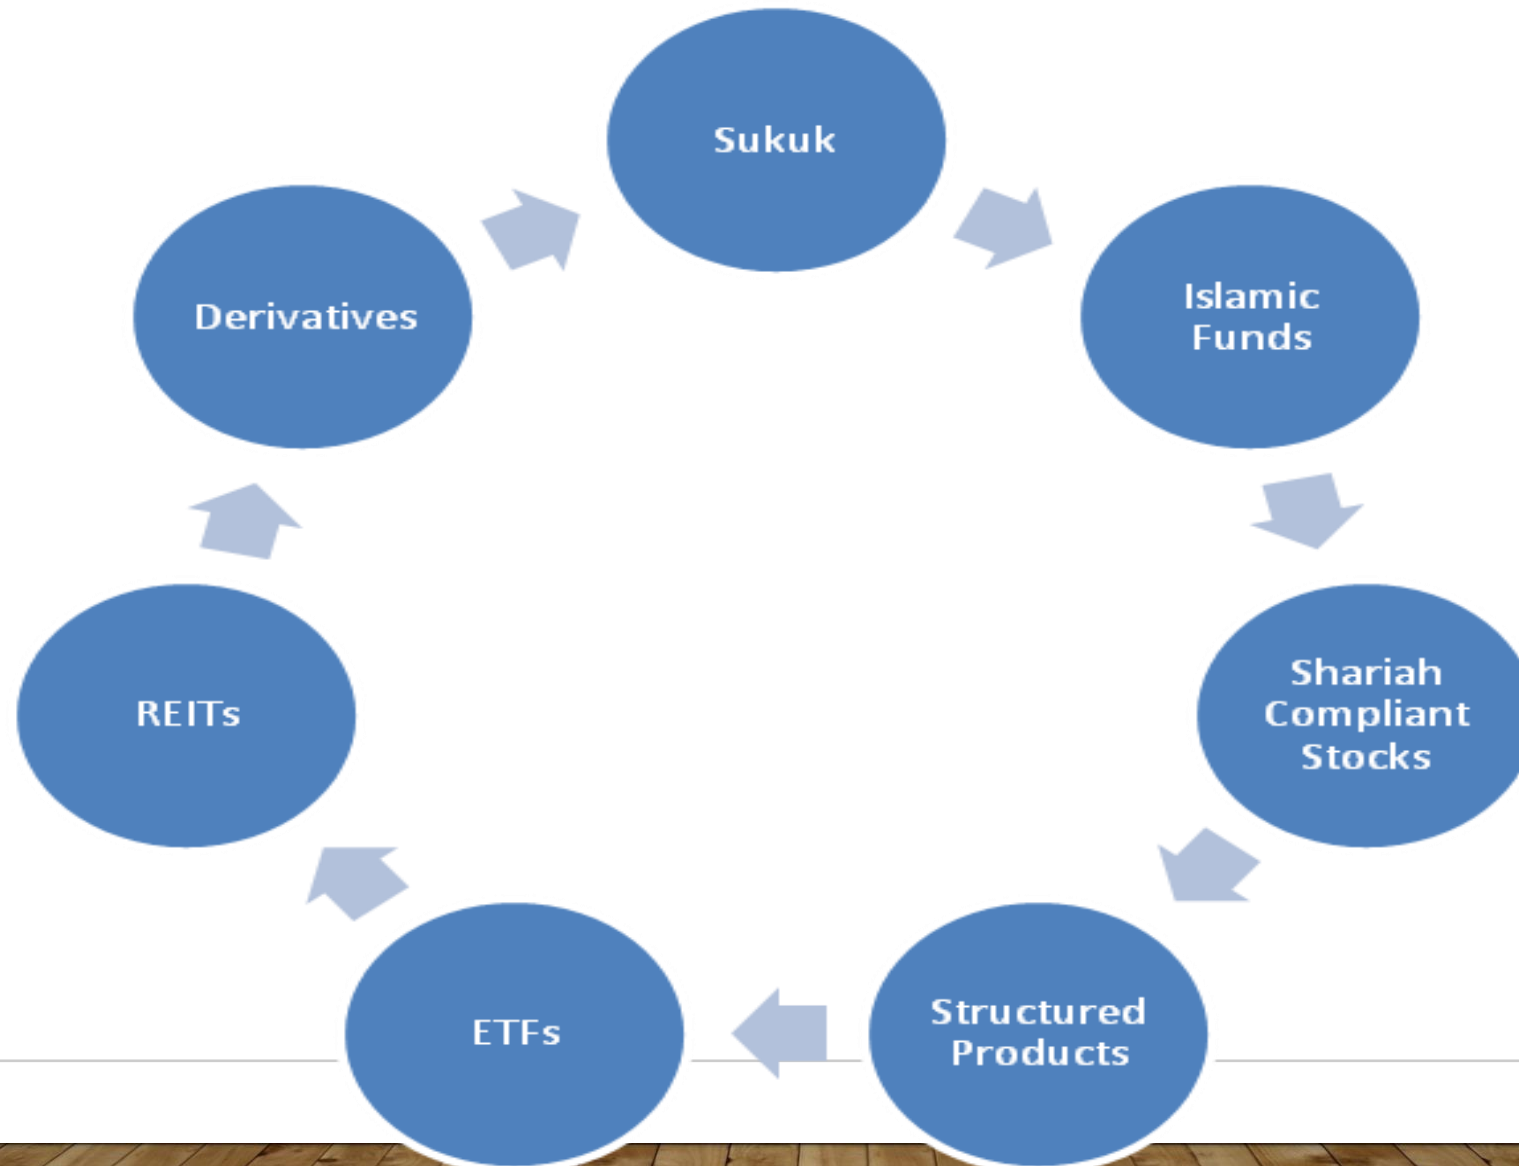 Sukuk
Islamic
Funds
Shariah
Compliant
Stocks
Structured
Products
ETFs
REITs
Derivatives